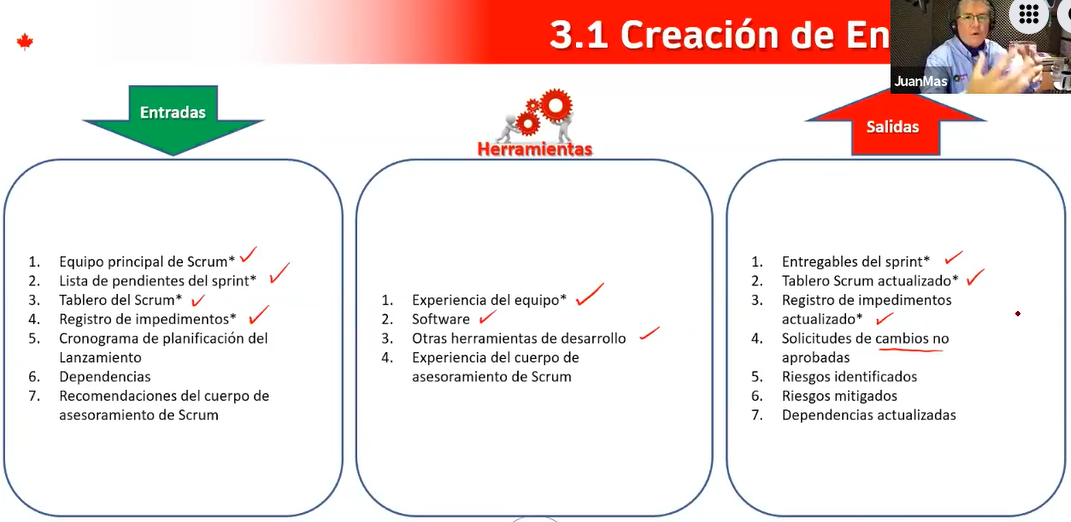 3.1 Creación de En
JuanMas
Entradas
Herramientas
Salidas
1. Equipo principal de Scrum*
2. Lista de pendientes del sprint*
3. Tablero del Scrum*
4. Registro de impedimentos*
5. Cronograma de planificación del
Lanzamiento
6. Dependencias
7. Recomendaciones del cuerpo de
asesoramiento de Scrum
1. Experiencia del equipo*
2. Software
3. Otras herramientas de desarrollo
4. Experiencia del cuerpo de
asesoramiento de Scrum
1. Entregables del sprint*
2. Tablero Scrum actualizado*
3. Registro de impedimentos
actualizado*
4. Solicitudes de cambios no
aprobadas
5. Riesgos identificados
6. Riesgos mitigados
7. Dependencias actualizadas